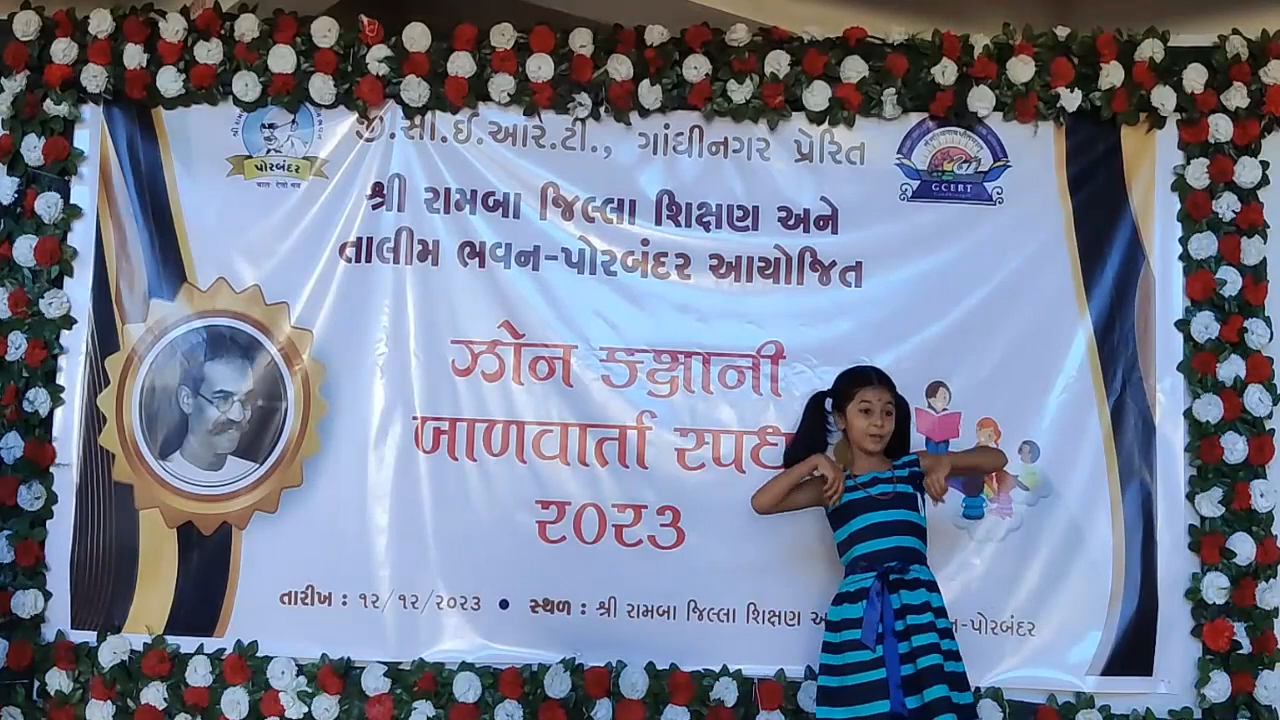 પોરબંદર
જી.સી.ઈ.આર.ટી., ગાંધીનગર પ્રેરિત
GCERT
શ્રી રામબા જિલ્લા શિક્ષણ અને
તાલીમ ભવન-પોરબંદર આયોજિત
ઝોન કક્ષાની
બાળવાર્તા
૨૦૨૩
તારીખ : ૧૨/૧૨/૨૦૨૩ • સ્થળ : શ્રી રામબા જિલ્લા શિક્ષણ ન-પોરબંદર